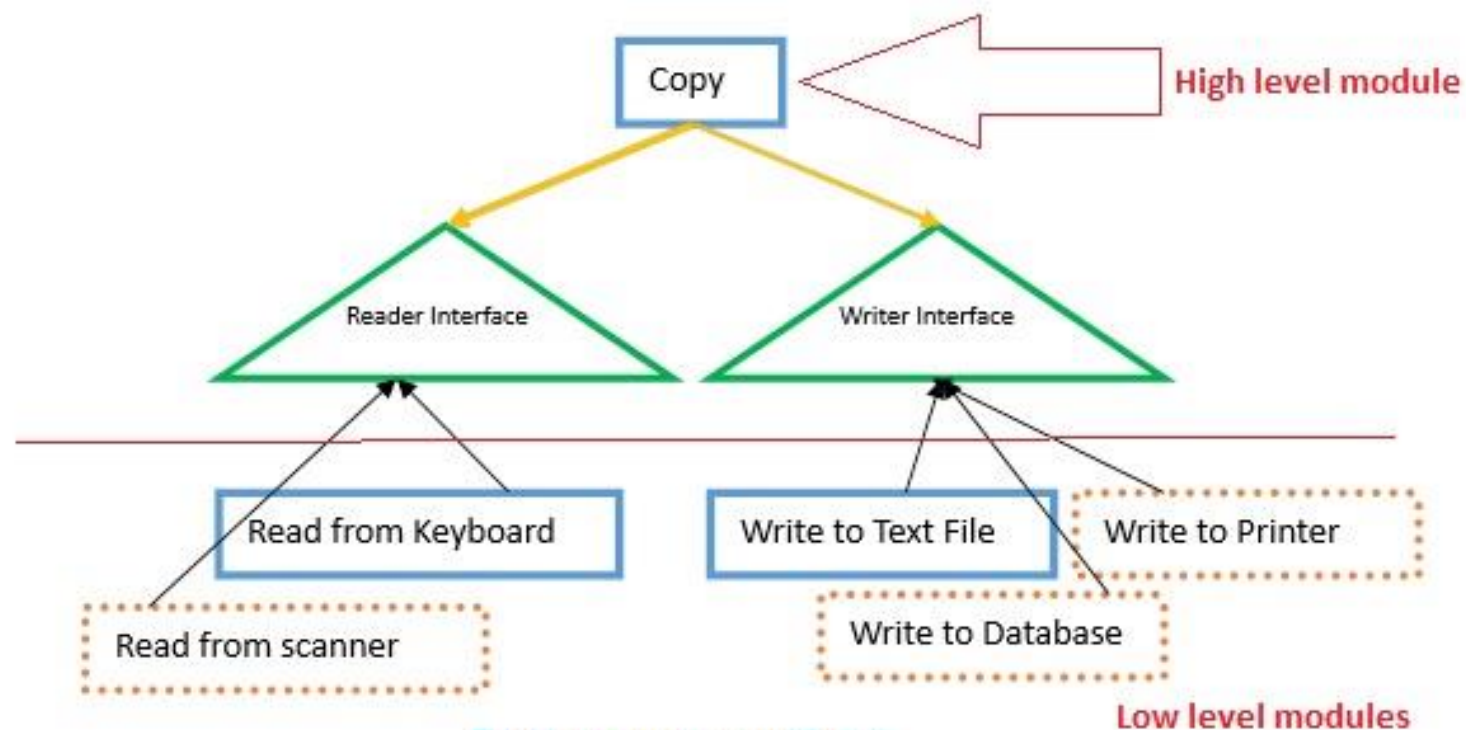 Copy
High level module
Reader Interface
Writer Interface
Read from Keyboard
Write to Text File
Write to Printer
Read from scanner
Write to Database
Low level modules